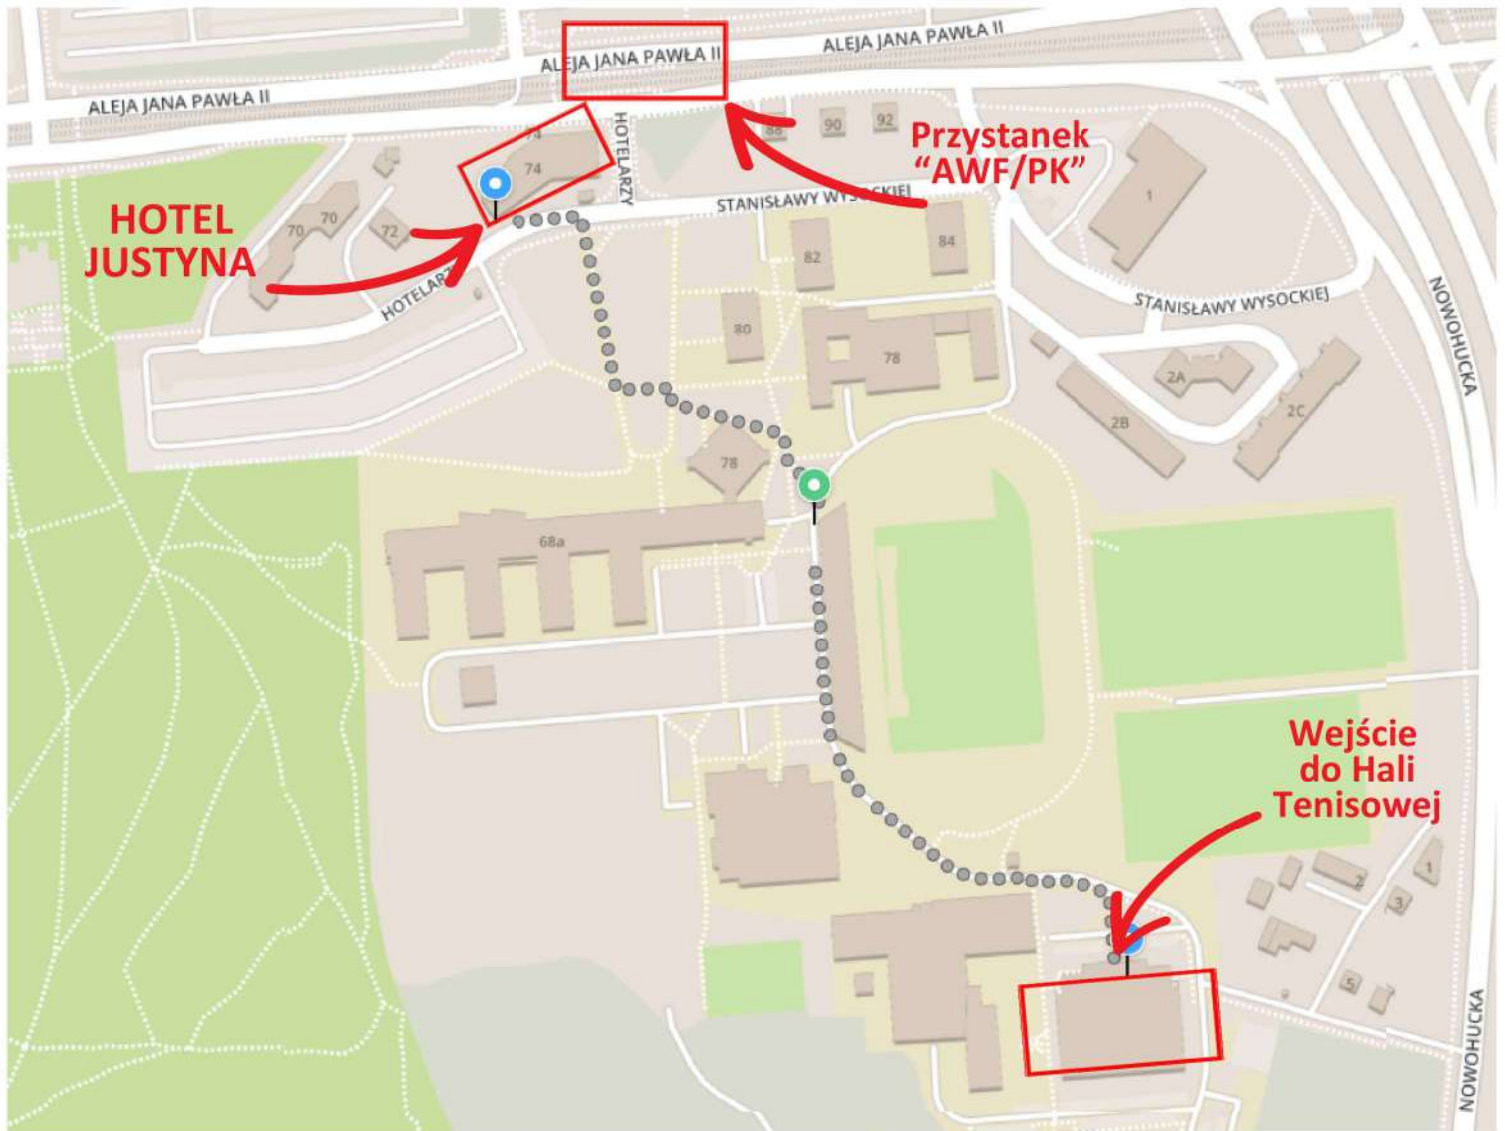 ALEJA JANA PAWŁA II
ALEJA JANA PAWŁA II
ALEJA JANA PAWŁA II
HOTELARZY
88
90
92
Przystanek
“AWF/PK”
74
74
HOTEL
JUSTYNA
70
70
72
STANISŁAWY WYSOCKIEJ
1
82
84
HOTELARZ
STANISŁAWY WYSOCKIEJ
NOWOHUCKA
80
78
2A
2B
2C
78
68a
Wejście
do Hali
Tenisowej
1
2
3
5
7
NOWOHUCKA